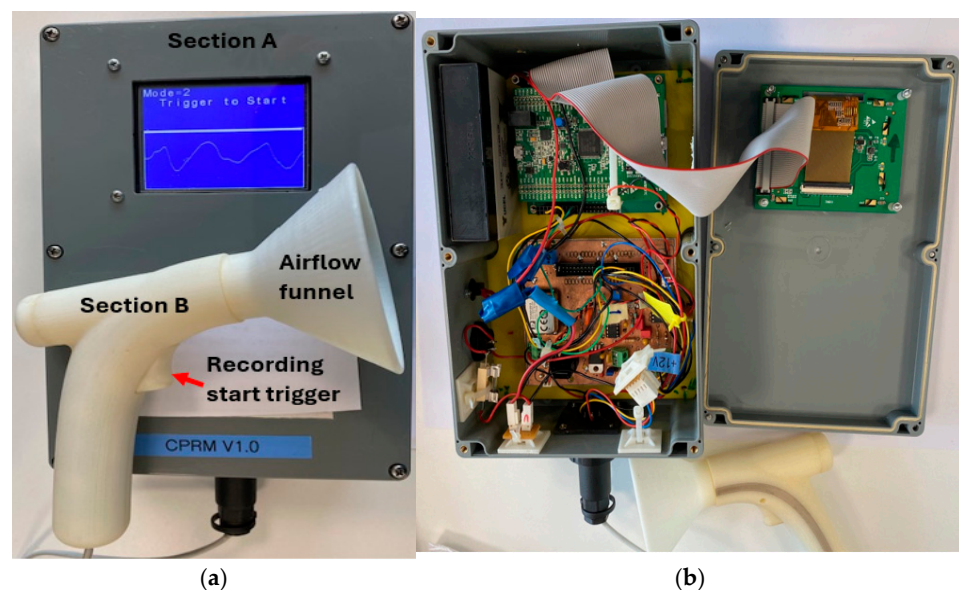 Section A
Mode=2
Trigger to Start
Airflow
funnel
Section B
Recording
start trigger
CPRM V1.0
+12V
(a)
(b)